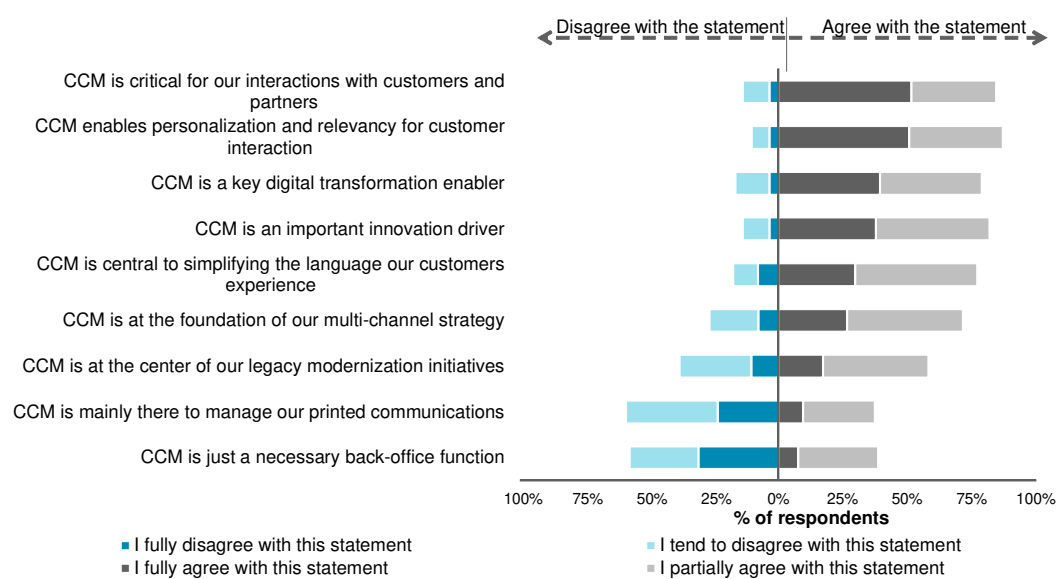 Disagree with the statement
Agree with the statement
CCM is critical for our interactions with customers and
partners
CCM enables personalization and relevancy for customer
interaction
CCM is a key digital transformation enabler
CCM is an important innovation driver
CCM is central to simplifying the language our customers
experience
CCM is at the foundation of our multi-channel strategy
CCM is at the center of our legacy modernization initiatives
CCM is mainly there to manage our printed communications
CCM is just a necessary back-office function
100% 75% 50% 25% 0% 25% 50% 75% 100%
% of respondents
I fully disagree with this statement
I tend to disagree with this statement
I fully agree with this statement
I partially agree with this statement